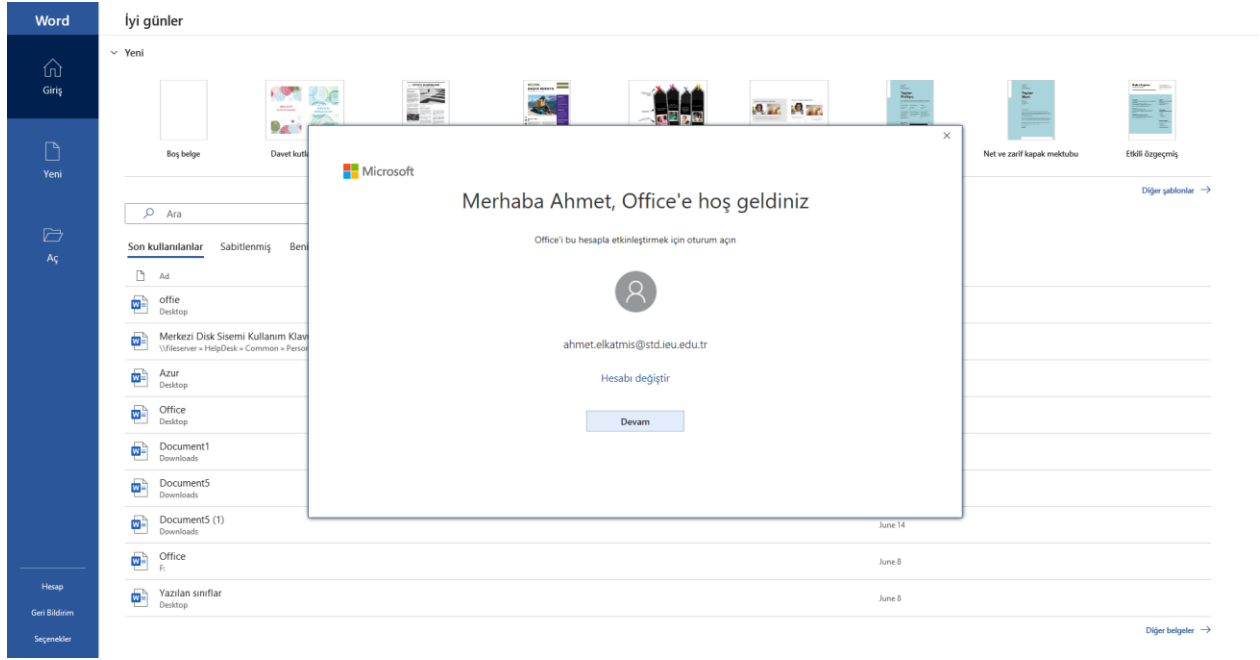 Word
İyi günler
Yeni
Giriş
Yeni
Aç
Boş belge
Davet kutla
Net ve zarif kapak mektubu
Etkili özgeçmiş
Diğer şablonlar
Ara
Son kullanılanlar Sabitlenmiş Beni
Ad
offie
Desktop
Merkezi Disk Sisemi Kullanım Klav
\\fileserver » HelpDesk » Common » Person
Azur
Desktop
Office
Desktop
Document1
Downloads
Document5
Downloads
Document5 (1)
Downloads
June 14
Office
F:
June 8
Yazılan sınıflar
Desktop
June 8
Diğer belgeler
Microsoft
Merhaba Ahmet, Office'e hoş geldiniz
Office'i bu hesapla etkinleştirmek için oturum açın
ahmet.elkatmis@std.ieu.edu.tr
Hesabı değiştir
Devam
Hesap
Geri Bildirim
Seçenekler